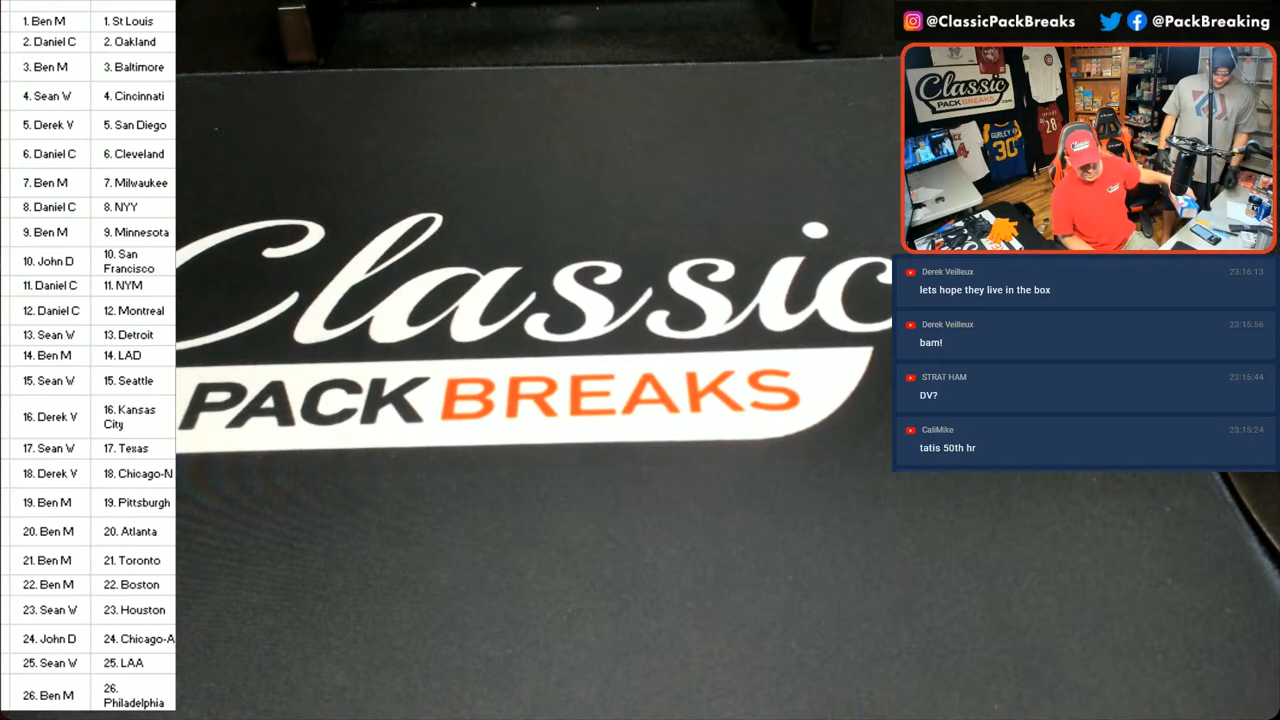 1. Ben M 1. St Louis
2. Daniel C 2. Oakland
3. Ben M 3. Baltimore
4. Sean W 4. Cincinnati
5. Derek V 5. San Diego
6. Daniel C 6. Cleveland
7. Ben M 7. Milwaukee
8. Daniel C 8. NYY
9. Ben M 9. Minnesota
10. John D 10. San
Francisco
11. Daniel C 11. NYM
12. Daniel C 12. Montreal
13. Sean W 13. Detroit
14. Ben M 14. LAD
15. Sean W 15. Seattle
16. Derek V 16. Kansas
City
17. Sean W 17. Texas
18. Derek V 18. Chicago-N
19. Ben M 19. Pittsburgh
20. Ben M 20. Atlanta
21. Ben M 21. Toronto
22. Ben M 22. Boston
23. Sean W 23. Houston
24. John D 24. Chicago-A
25. Sean W 25. LAA
26. Ben M 26.
Philadelphia
Classic
PACK BREAKS
@ClassicPackBreaks @PackBreaking
Classic
PACKBREAKS.com
GURLEY
30
28
Derek Veilleux 23:16:13
lets hope they live in the box
Derek Veilleux 23:15:56
bam!
STRAT HAM 23:15:44
DV?
CaliMike 23:15:24
tatis 50th hr